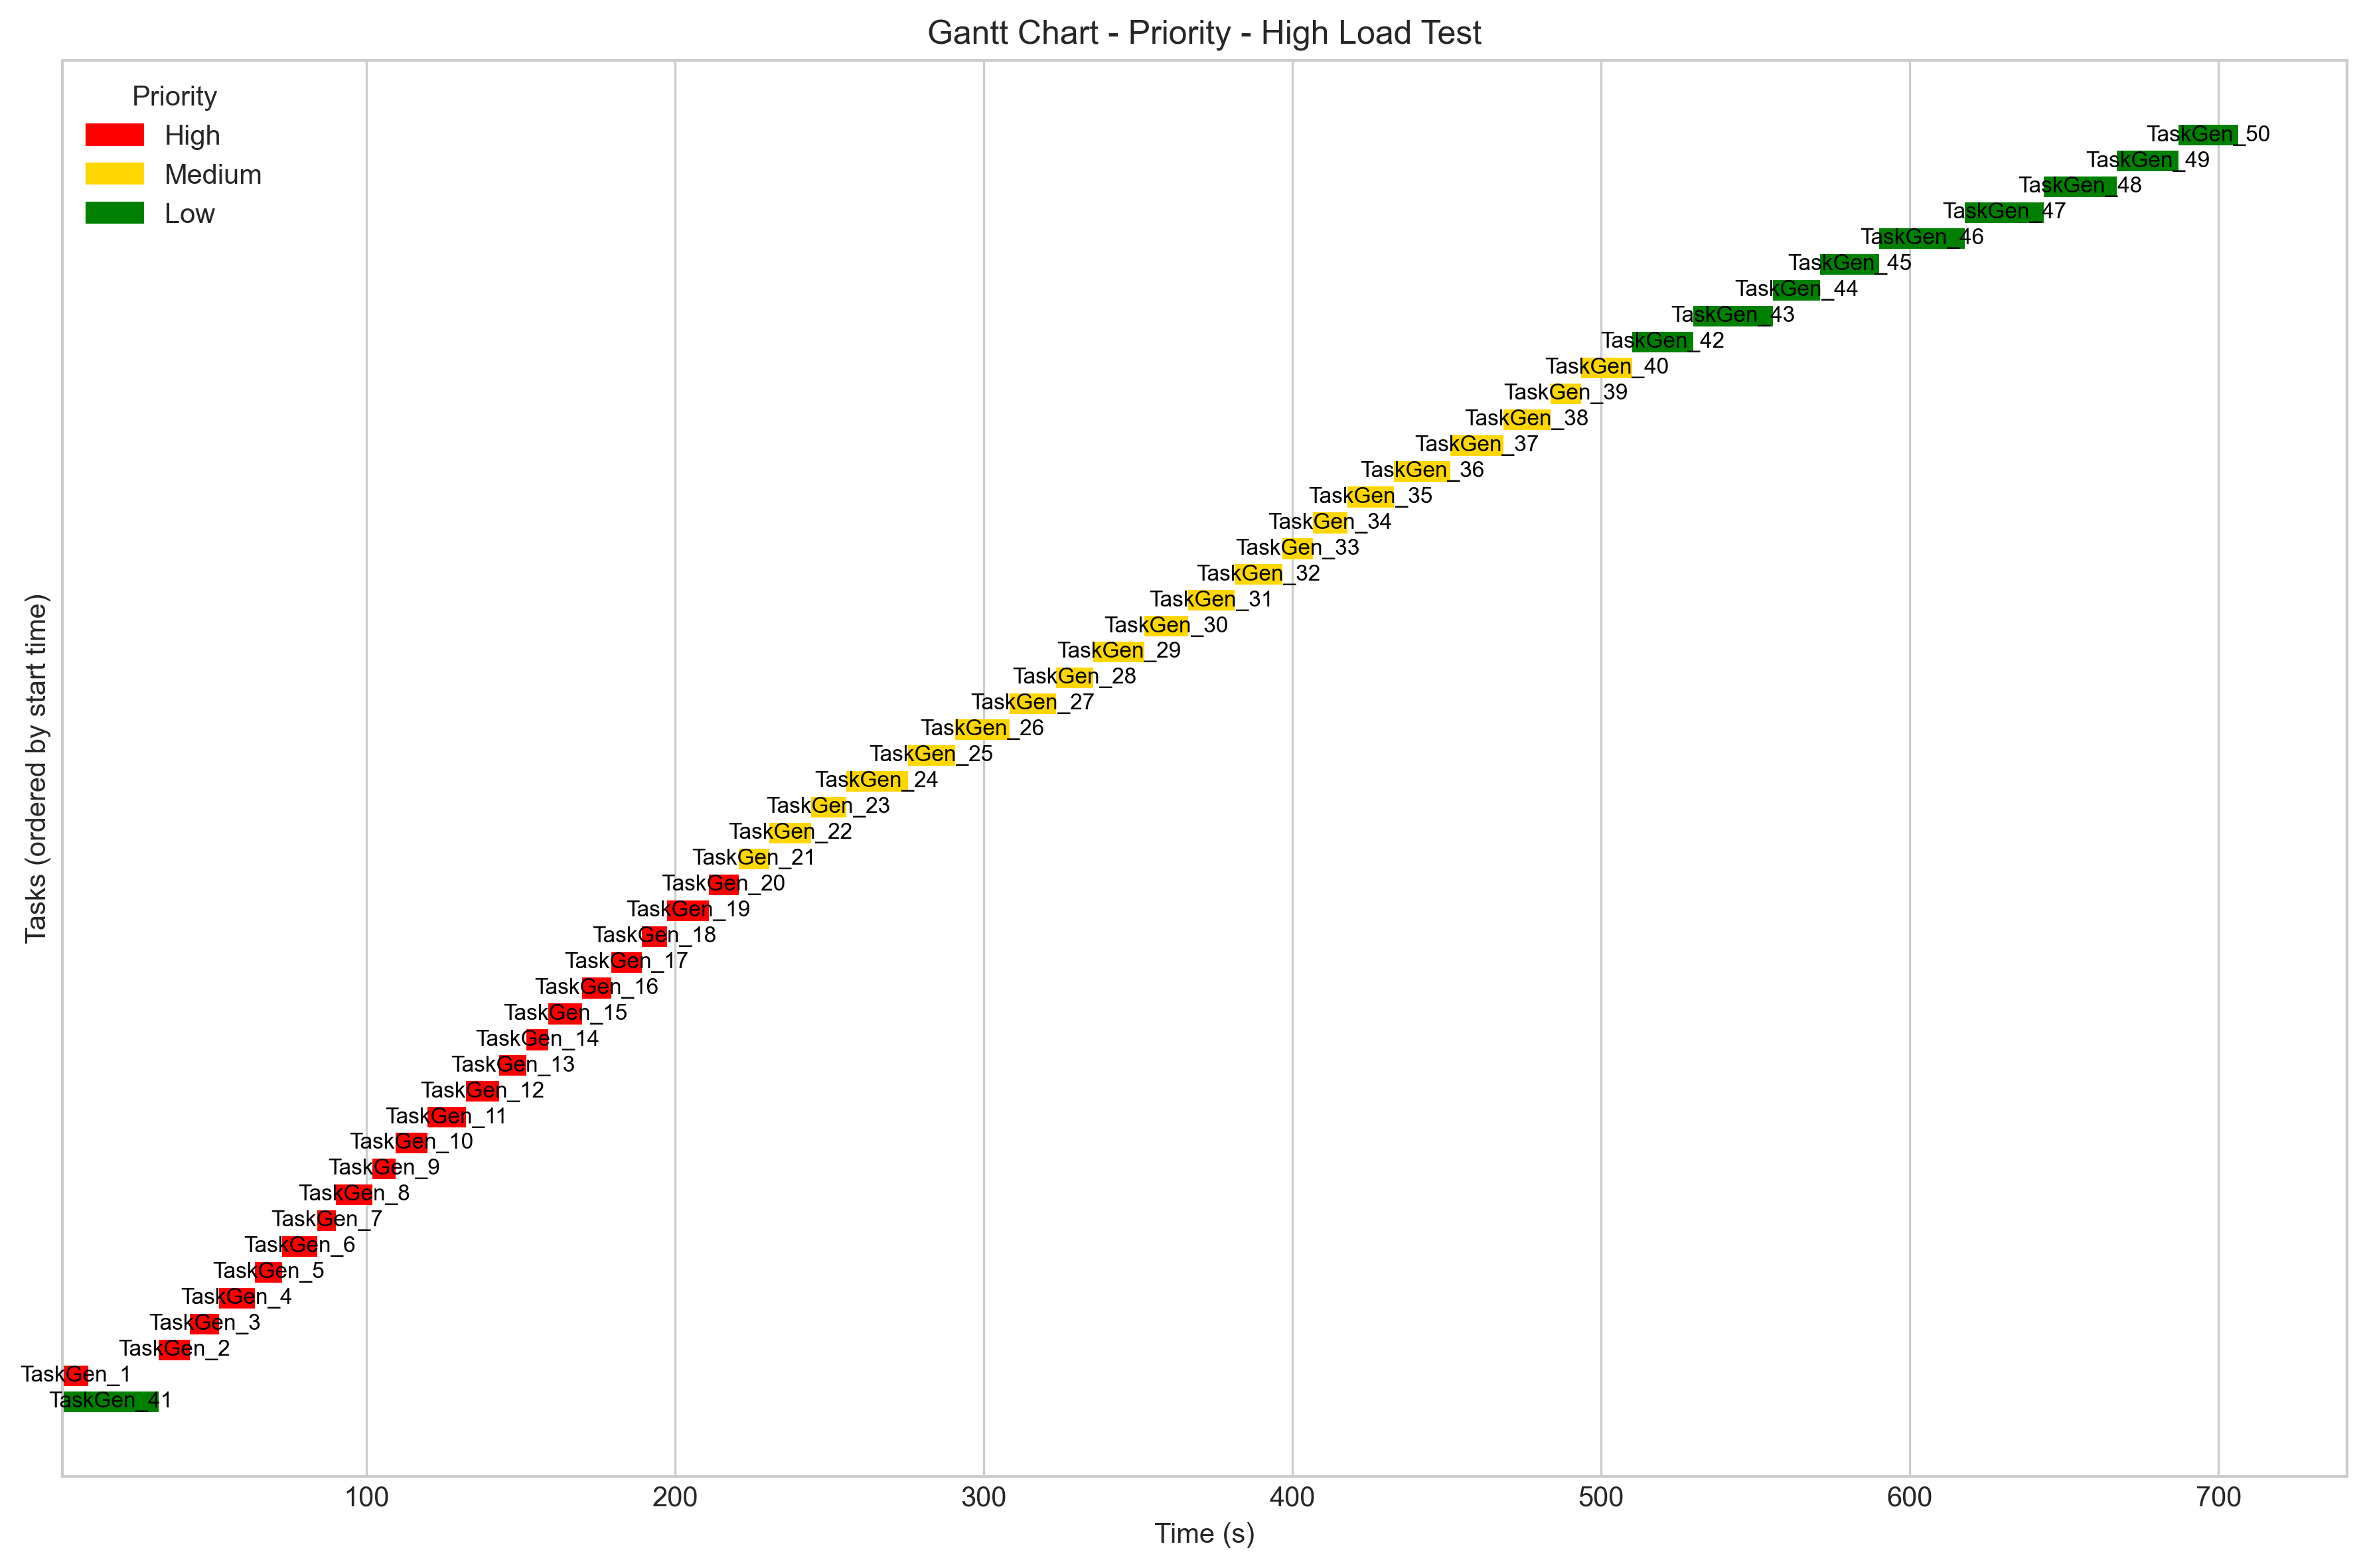 Gantt Chart - Priority - High Load Test
Priority
High
Medium
Low
TaskGen_50
TaskGen_49
TaskGen_48
TaskGen_47
TaskGen_46
TaskGen_45
TaskGen_44
TaskGen_43
TaskGen_42
TaskGen_40
TaskGen_39
TaskGen_38
TaskGen_37
TaskGen_36
TaskGen_35
TaskGen_34
TaskGen_33
TaskGen_32
TaskGen_31
TaskGen_30
TaskGen_29
TaskGen_28
TaskGen_27
TaskGen_26
TaskGen_25
TaskGen_24
TaskGen_23
TaskGen_22
TaskGen_21
TaskGen_20
TaskGen_19
TaskGen_18
TaskGen_17
TaskGen_16
TaskGen_15
TaskGen_14
TaskGen_13
TaskGen_12
TaskGen_11
TaskGen_10
TaskGen_9
TaskGen_8
TaskGen_7
TaskGen_6
TaskGen_5
TaskGen_4
TaskGen_3
TaskGen_2
TaskGen_1
TaskGen_41
Tasks (ordered by start time)
100 200 300 400 500 600 700
Time (s)